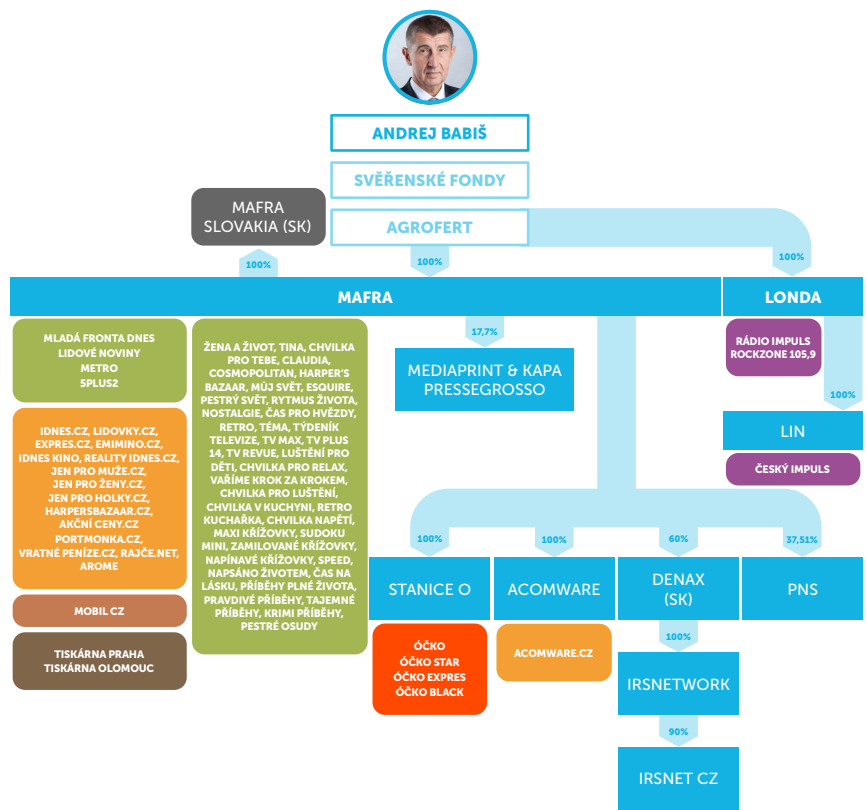 ANDREJ BABIŠ
SVĚŘENSKÉ FONDY
AGROFERT
MAFRA
SLOVAKIA (SK)
100%
100%
100%
MAFRA
LONDA
MLADÁ FRONTA DNES
LIDOVÉ NOVINY
METRO
5PLUS2
IDNES.CZ, LIDOVKY.CZ,
EXPRES.CZ, EMIMINO.CZ,
IDNES KINO, REALITY IDNES.CZ,
JEN PRO MUŽE.CZ,
JEN PRO ŽENY.CZ,
JEN PRO HOLKY.CZ,
HARPERSBAZAAR.CZ,
AKČNÍ CENY.CZ
PORTMONKA.CZ,
VRATNÉ PENÍZE.CZ, RAJČE.NET,
AROME
MOBIL CZ
TISKÁRNA PRAHA
TISKÁRNA OLOMOUC
ŽENA A ŽIVOT, TINA, CHVILKA
PRO TEBE, CLAUDIA,
COSMOPOLITAN, HARPER'S
BAZAAR, MŮJ SVĚT, ESQUIRE,
PESTRÝ SVĚT, RYTMUS ŽIVOTA,
NOSTALGIE, ČAS PRO HVĚZDY,
RETRO, TÉMA, TÝDENÍK
TELEVIZE, TV MAX, TV PLUS
14, TV REVUE, LUŠTĚNÍ PRO
DĚTI, CHVILKA PRO RELAX,
VAŘÍME KROK ZA KROKEM,
CHVILKA PRO LUŠTĚNÍ,
CHVILKA V KUCHYNI, RETRO
KUCHAŘKA, CHVILKA NAPĚTÍ,
MAXI KŘÍŽOVKY, SUDOKU
MINI, ZAMILOVANÉ KŘÍŽOVKY,
NAPÍNAVÉ KŘÍŽOVKY, SPEED,
NAPSÁNO ŽIVOTEM, ČAS NA
LÁSKU, PŘÍBĚHY PLNÉ ŽIVOTA,
PRAVDIVÉ PŘÍBĚHY, TAJEMNÉ
PŘÍBĚHY, KRIMI PŘÍBĚHY,
PESTRÉ OSUDY
17,7%
MEDIAPRINT & KAPA
PRESSEGROSSO
RÁDIO IMPULS
ROCKZONE 105,9
100%
LIN
ČESKÝ IMPULS
100%
100%
60%
37,51%
STANICE O
ACOMWARE
DENAX
(SK)
PNS
ÓČKO
ÓČKO STAR
ÓČKO EXPRES
ÓČKO BLACK
ACOMWARE.CZ
100%
IRSNETWORK
90%
IRSNET CZ